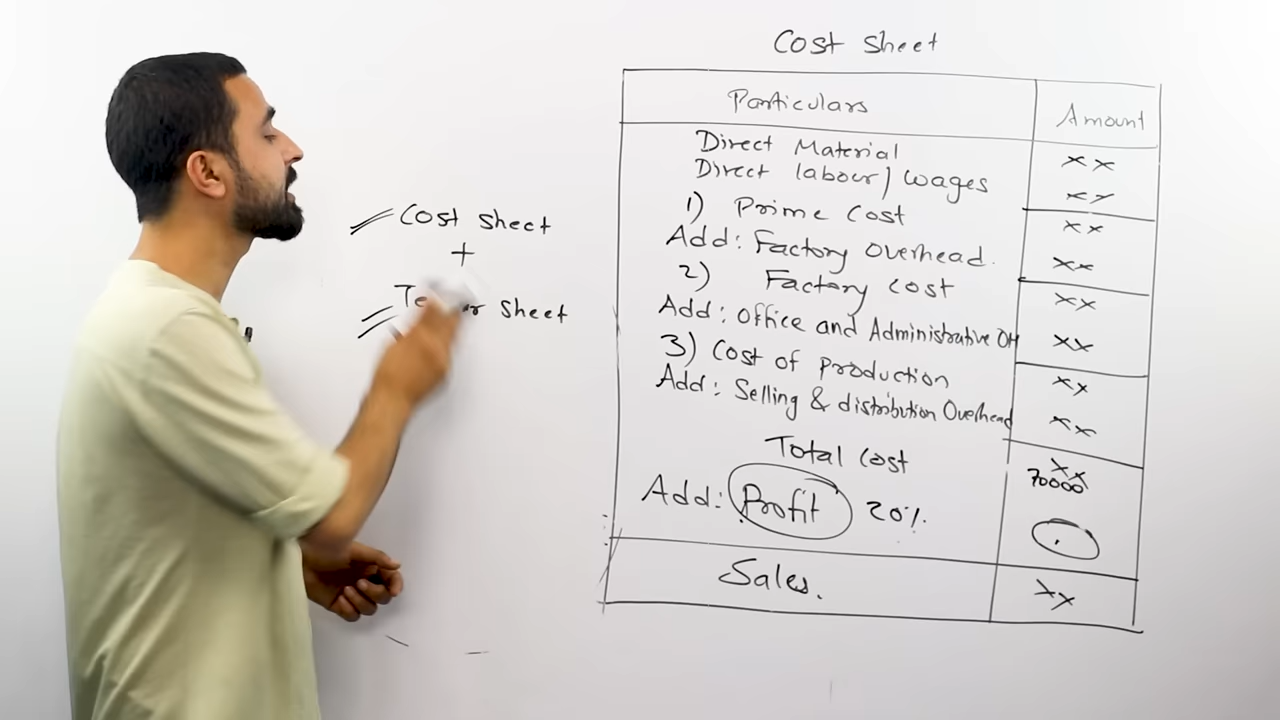 Cost Sheet
Particulars Amount
Direct Material xx
Direct labour/wages xx
1) Prime Cost xx
Add: Factory Overhead. xx
2) Factory Cost xx
Add: Office and Administrative OH xx
3) Cost of Production xx
Add: Selling & distribution Overhead xx
Total Cost xx
70000
Add: Profit 20%.
Sales. xx
Cost Sheet
+
Sheet